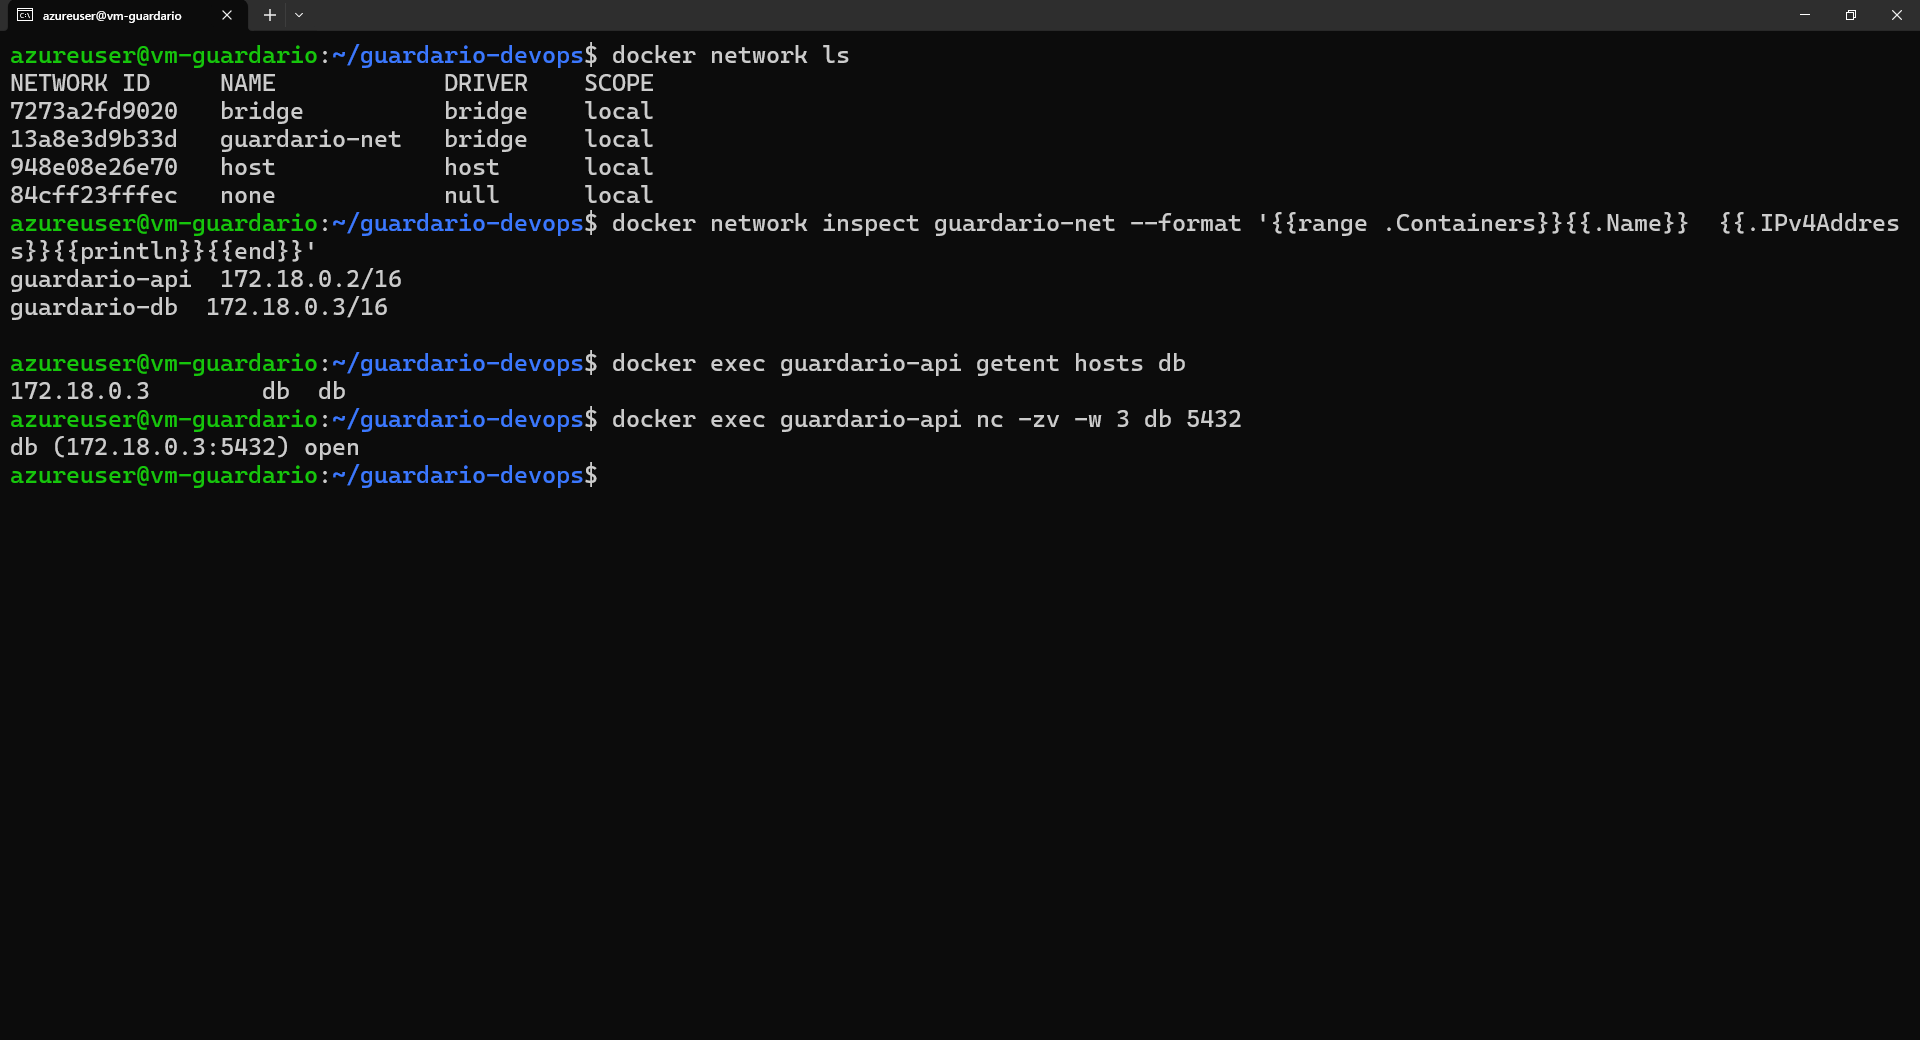 azureuser@vm-guardario
azureuser@vm-guardario:~/guardario-devops$ docker network ls
NETWORK ID     NAME            DRIVER    SCOPE
7273a2fd9020   bridge          bridge    local
13a8e3d9b33d   guardario-net   bridge    local
948e08e26e70   host            host      local
84cff23fffec   none            null      local
azureuser@vm-guardario:~/guardario-devops$ docker network inspect guardario-net --format '{{range .Containers}}{{.Name}}  {{.IPv4Addres
s}}{{println}}{{end}}'
guardario-api  172.18.0.2/16
guardario-db  172.18.0.3/16
azureuser@vm-guardario:~/guardario-devops$ docker exec guardario-api getent hosts db
172.18.0.3        db  db
azureuser@vm-guardario:~/guardario-devops$ docker exec guardario-api nc -zv -w 3 db 5432
db (172.18.0.3:5432) open
azureuser@vm-guardario:~/guardario-devops$